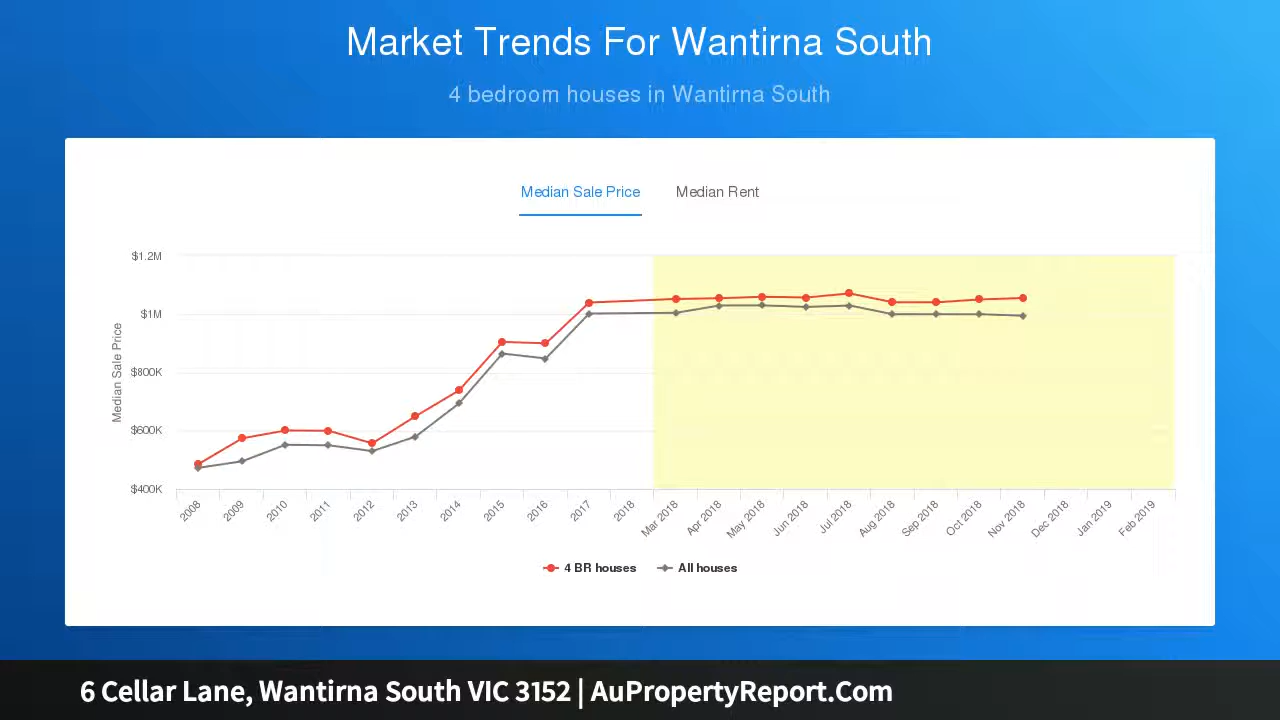 Market Trends For Wantirna South
4 bedroom houses in Wantirna South
Median Sale Price
Median Rent
Median Sale Price
$1.2M
$1M
$800K
$600K
$400K
2008
2009
2010
2011
2012
2013
2014
2015
2016
2017
2018
Mar 2018
Apr 2018
May 2018
Jun 2018
Jul 2018
Aug 2018
Sep 2018
Oct 2018
Nov 2018
Dec 2018
Jan 2019
Feb 2019
4 BR houses
All houses
6 Cellar Lane, Wantirna South VIC 3152 | AuPropertyReport.Com